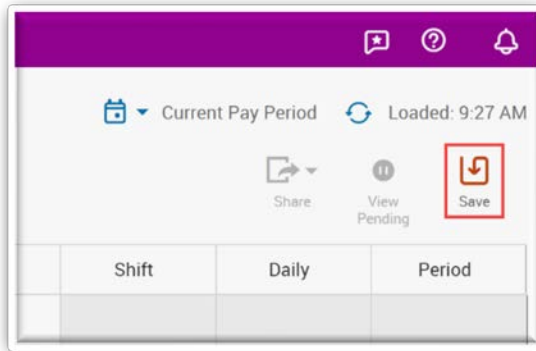 Current Pay Period Loaded: 9:27 AM
Share
View
Pending
Save
Shift Daily Period